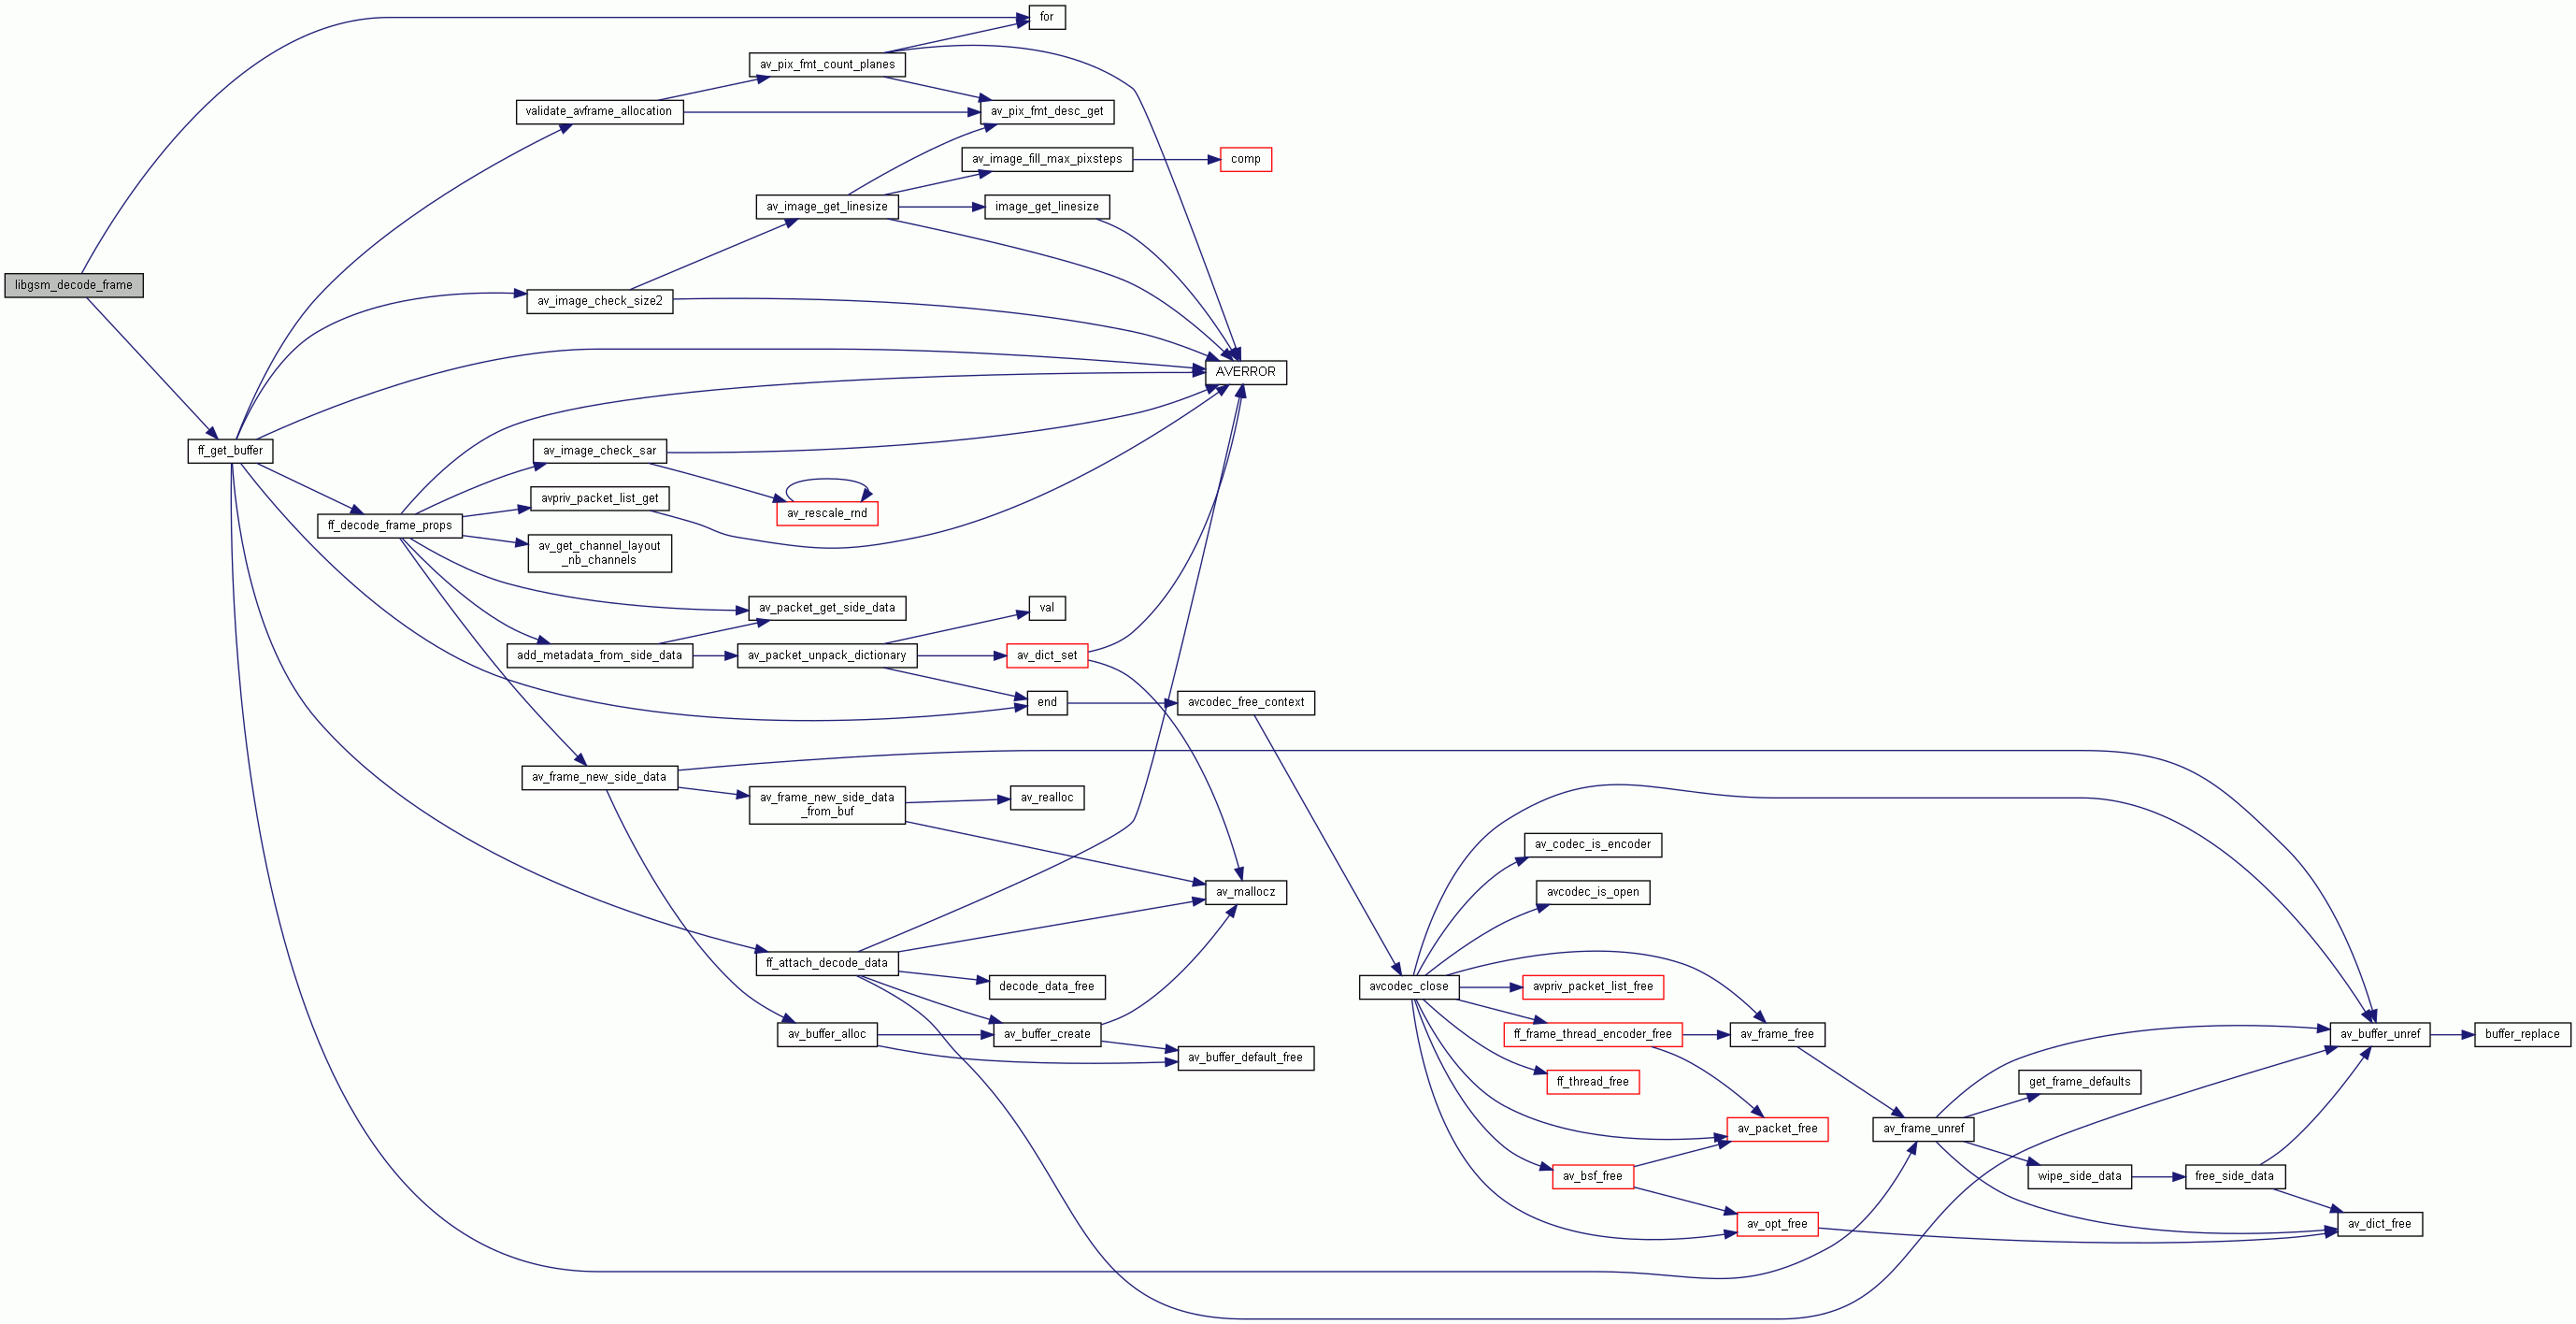 for
av_pix_fmt_count_planes
validate_avframe_allocation
av_pix_fmt_desc_get
av_image_fill_max_pixsteps
comp
av_image_get_linesize
image_get_linesize
libgsm_decode_frame
av_image_check_size2
AVERROR
ff_get_buffer
av_image_check_sar
avpriv_packet_list_get
av_rescale_rnd
ff_decode_frame_props
av_get_channel_layout
_nb_channels
av_packet_get_side_data
val
add_metadata_from_side_data
av_packet_unpack_dictionary
av_dict_set
end
avcodec_free_context
av_frame_new_side_data
av_frame_new_side_data
_from_buf
av_realloc
av_codec_is_encoder
avcodec_is_open
av_mallocz
ff_attach_decode_data
decode_data_free
avcodec_close
avpriv_packet_list_free
av_buffer_alloc
av_buffer_create
av_buffer_default_free
ff_frame_thread_encoder_free
av_frame_free
av_buffer_unref
buffer_replace
ff_thread_free
get_frame_defaults
av_packet_free
av_frame_unref
av_bsf_free
wipe_side_data
free_side_data
av_opt_free
av_dict_free